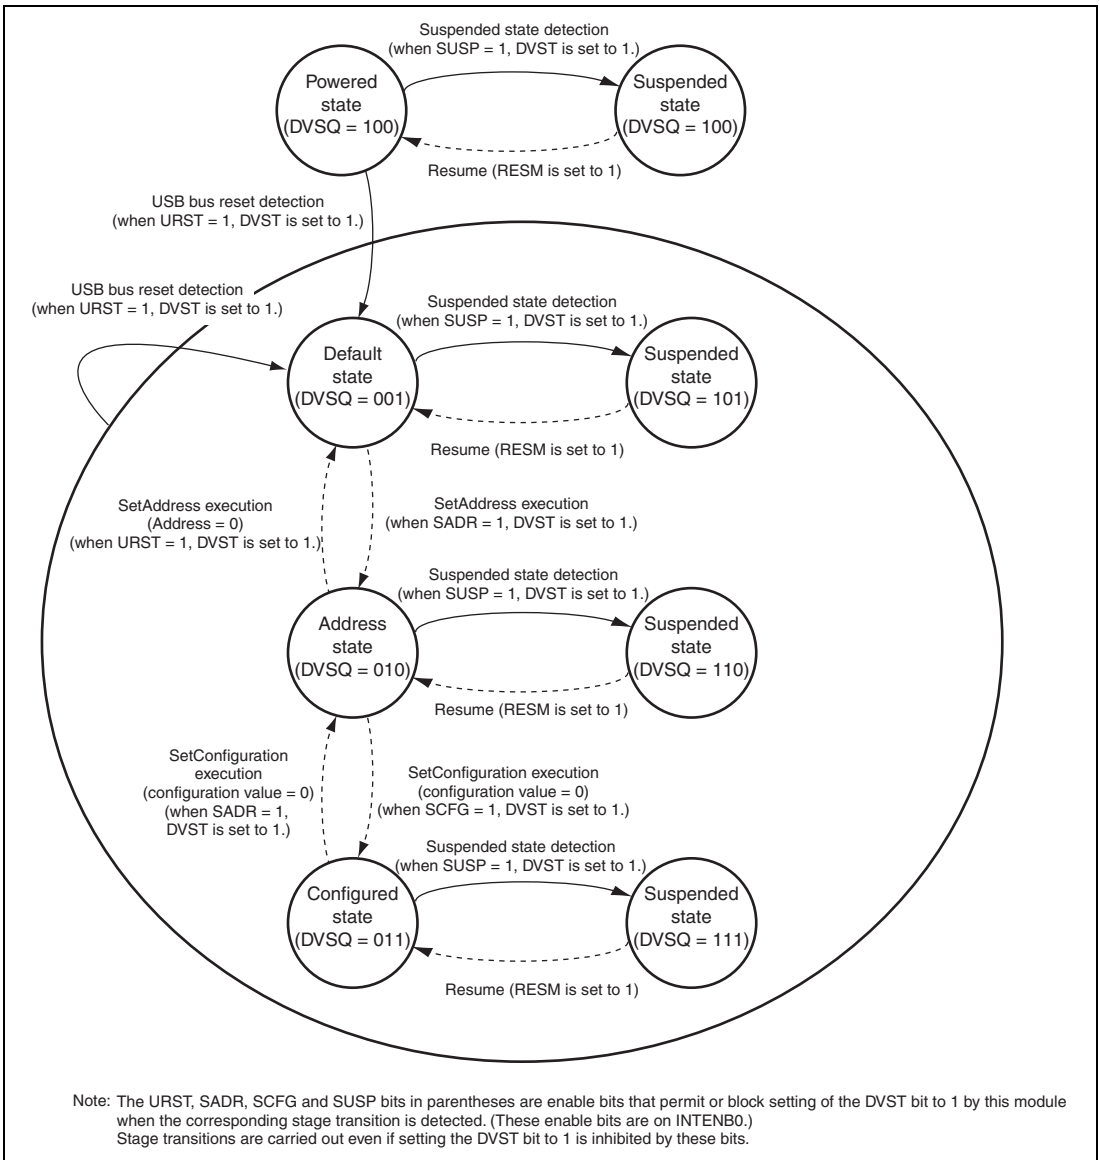 Suspended state detection
(when SUSP = 1, DVST is set to 1.)
Powered
state
(DVSQ = 100)
Suspended
state
(DVSQ = 100)
Resume (RESM is set to 1)
USB bus reset detection
(when URST = 1, DVST is set to 1.)
USB bus reset detection
(when URST = 1, DVST is set to 1.)
Suspended state detection
(when SUSP = 1, DVST is set to 1.)
Default
state
(DVSQ = 001)
Suspended
state
(DVSQ = 101)
Resume (RESM is set to 1)
SetAddress execution
(Address = 0)
(when URST = 1, DVST is set to 1.)
SetAddress execution
(when SADR = 1, DVST is set to 1.)
Suspended state detection
(when SUSP = 1, DVST is set to 1.)
Address
state
(DVSQ = 010)
Suspended
state
(DVSQ = 110)
Resume (RESM is set to 1)
SetConfiguration
execution
(configuration value = 0)
(when SADR = 1,
DVST is set to 1.)
SetConfiguration execution
(configuration value = 0)
(when SCFG = 1, DVST is set to 1.)
Suspended state detection
(when SUSP = 1, DVST is set to 1.)
Configured
state
(DVSQ = 011)
Suspended
state
(DVSQ = 111)
Resume (RESM is set to 1)
Note: The URST, SADR, SCFG and SUSP bits in parentheses are enable bits that permit or block setting of the DVST bit to 1 by this module
when the corresponding stage transition is detected. (These enable bits are on INTENB0.)
Stage transitions are carried out even if setting the DVST bit to 1 is inhibited by these bits.